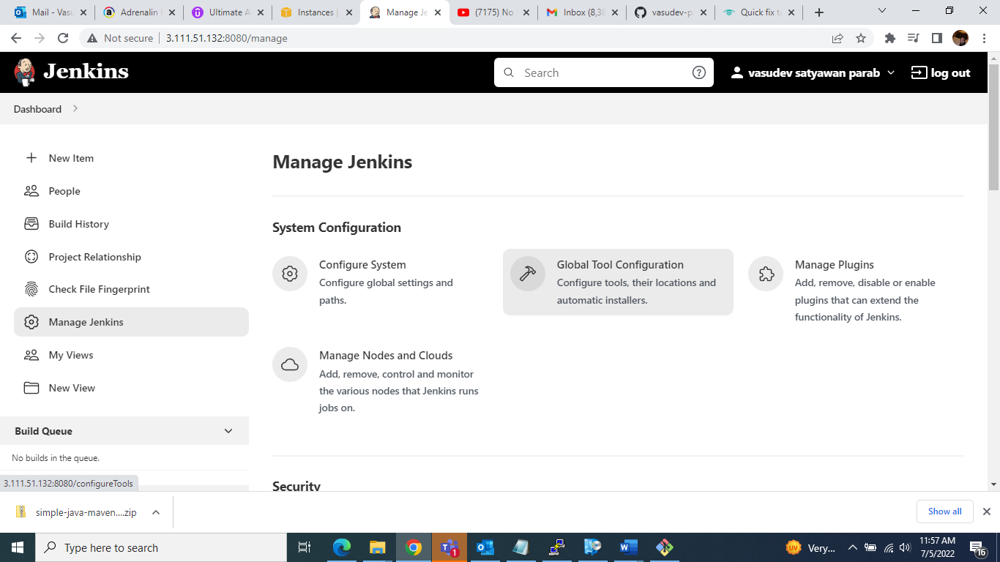 Mail - Vasu
Adrenalin
Ultimate A
Instances |
Manage Je
(7175) No
Inbox (8,38
vasudev-p
Quick fix t
Not secure
3.111.51.132:8080/manage
Jenkins
Search
vasudev satyawan parab
log out
Dashboard
New Item
People
Build History
Project Relationship
Check File Fingerprint
Manage Jenkins
My Views
New View
Build Queue
No builds in the queue.
3.111.51.132:8080/configureTools
Manage Jenkins
System Configuration
Configure System
Configure global settings and
paths.
Global Tool Configuration
Configure tools, their locations and
automatic installers.
Manage Plugins
Add, remove, disable or enable
plugins that can extend the
functionality of Jenkins.
Manage Nodes and Clouds
Add, remove, control and monitor
the various nodes that Jenkins runs
jobs on.
Security
simple-java-maven....zip
Show all
Type here to search
1
UV
Very...
11:57 AM
7/5/2022
16